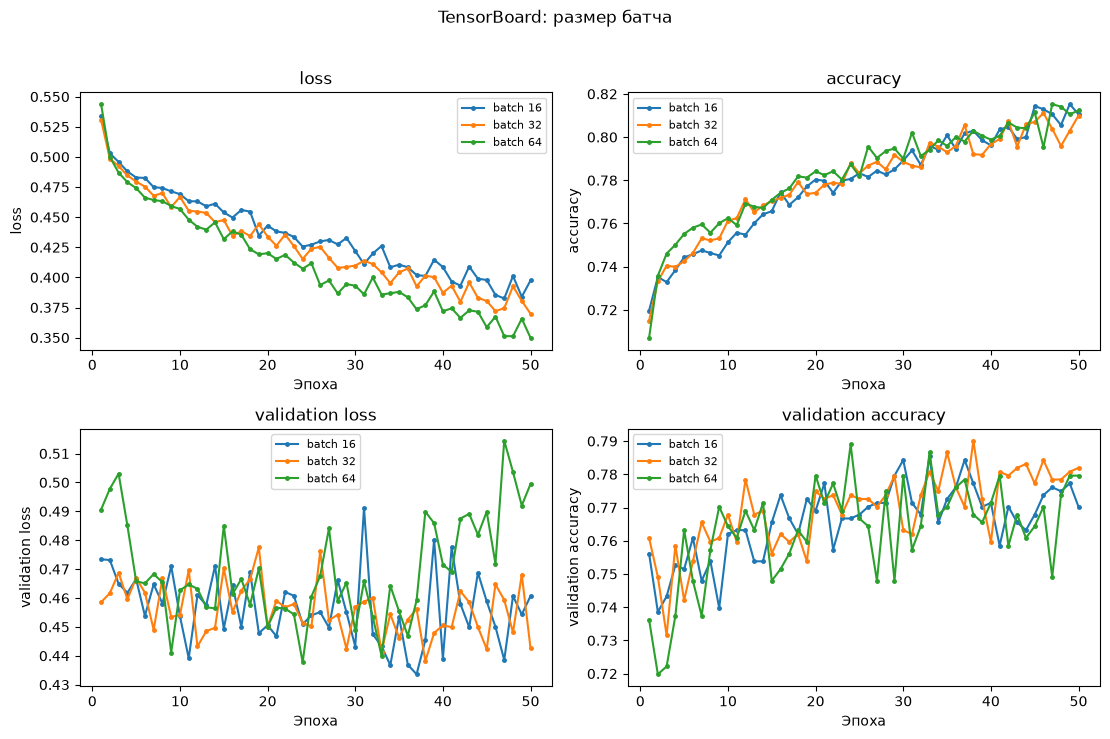 TensorBoard: размер батча
loss
0.550
0.525
0.500
0.475
0.450
0.425
0.400
0.375
0.350
loss
batch 16
batch 32
batch 64
0 10 20 30 40 50
Эпоха
accuracy
0.82
0.80
0.78
0.76
0.74
0.72
accuracy
batch 16
batch 32
batch 64
0 10 20 30 40 50
Эпоха
validation loss
0.51
0.50
0.49
0.48
0.47
0.46
0.45
0.44
0.43
validation loss
batch 16
batch 32
batch 64
0 10 20 30 40 50
Эпоха
validation accuracy
0.79
0.78
0.77
0.76
0.75
0.74
0.73
0.72
validation accuracy
batch 16
batch 32
batch 64
0 10 20 30 40 50
Эпоха